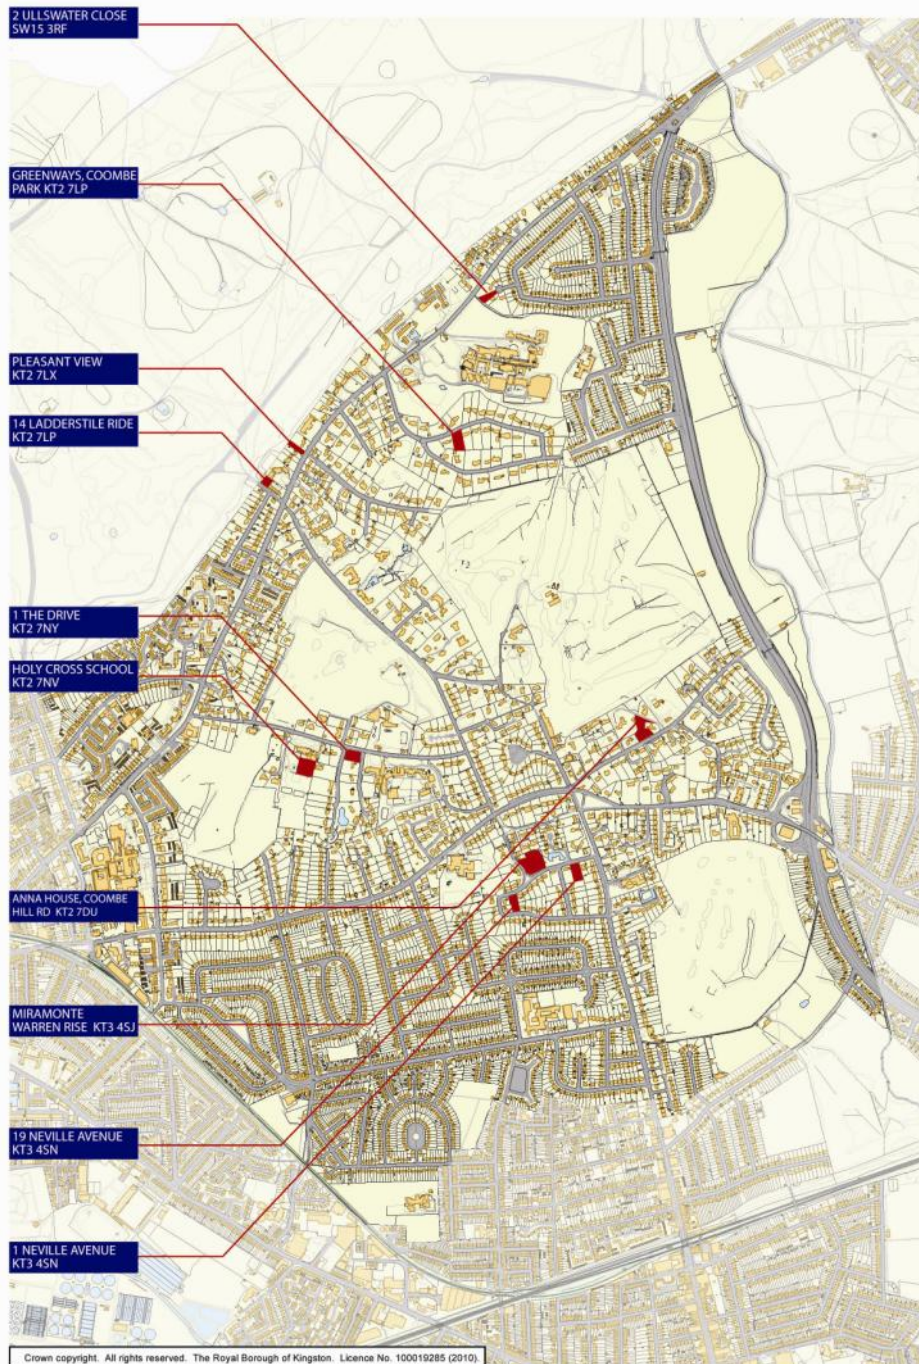 2 ULLSWATER CLOSE
SW15 3RF
GREENWAYS, COOMBE
PARK KT2 7LP
PLEASANT VIEW
KT2 7LX
14 LADDERSTILE RIDE
KT2 7LP
1 THE DRIVE
KT2 7NY
HOLY CROSS SCHOOL
KT2 7NV
ANNA HOUSE, COOMBE
HILL RD KT2 7DU
MIRAMONTE
WARREN RISE KT3 4SJ
19 NEVILLE AVENUE
KT3 4SN
1 NEVILLE AVENUE
KT3 4SN
Crown copyright. All rights reserved. The Royal Borough of Kingston. Licence No. 100019285 (2010).